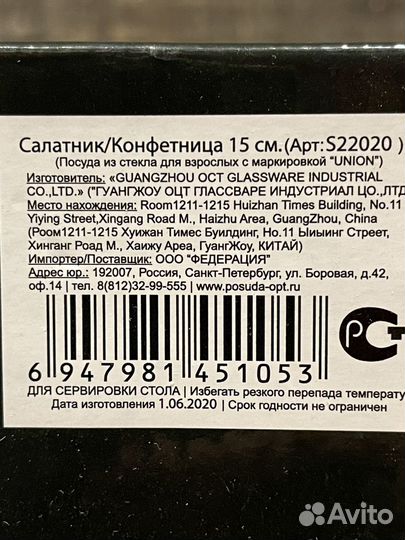 Салатник/Конфетница 15 см.(Арт:S22020 )
(Посуда из стекла для взрослых с маркировкой "UNION")
Изготовитель: «GUANGZHOU OCT GLASSWARE INDUSTRIAL
CO.,LTD.» ("ГУАНГЖОУ ОЦТ ГЛАССВАРЕ ИНДУСТРИАЛ ЦО.,ЛТД
Место нахождения: Room1211-1215 Huizhan Times Building, No.11
Yiying Street,Xingang Road M., Haizhu Area, GuangZhou, China
(Роом1211-1215 Хуижан Тимес Буилдинг, Но.11 Ыиыинг Стреет,
Хинганг Роад М., Хаижу Ареа, ГуангЖоу, КИТАЙ)
Импортер/Поставщик: ООО "ФЕДЕРАЦИЯ"
Адрес юр.: 192007, Россия, Санкт-Петербург, ул. Боровая, д.42,
оф.14 | тел. 8(812)32-99-555 | www.posuda-opt.ru
6 947981 451053
ДЛЯ СЕРВИРОВКИ СТОЛА | Избегать резкого перепада температу
Дата изготовления 1.06.2020 | Срок годности не ограничен
Avito